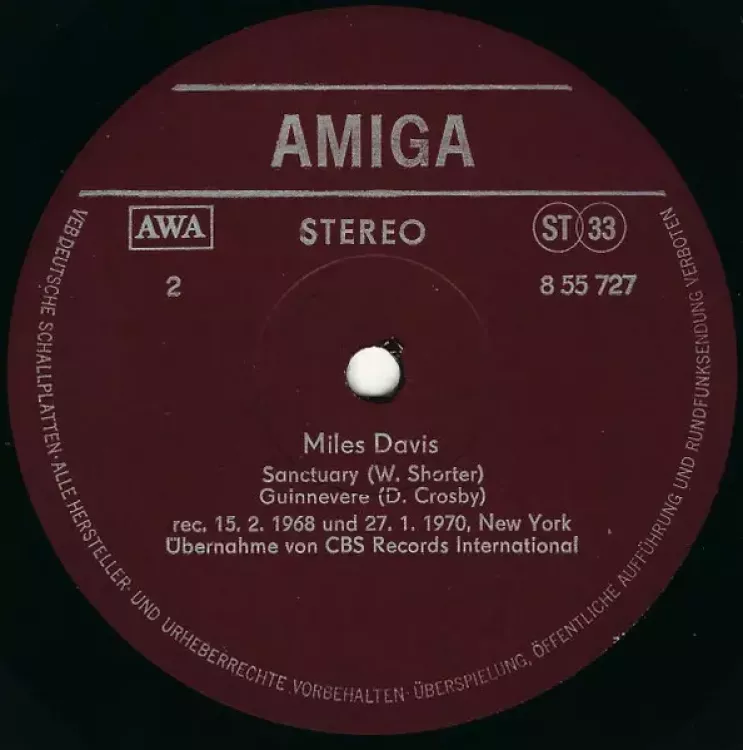 AMIGA
AWA
STEREO
ST 33
2
8 55 727
Miles Davis
Sanctuary (W. Shorter)
Guinnevere (D. Crosby)
rec. 15. 2. 1968 und 27. 1. 1970, New York
Übernahme von CBS Records International
VEB DEUTSCHE SCHALLPLATTEN · ALLE HERSTELLER- UND URHEBERRECHTE VORBEHALTEN · ÜBERSPIELUNG, ÖFFENTLICHE AUFFÜHRUNG UND RUNDFUNKSENDUNG VERBOTEN